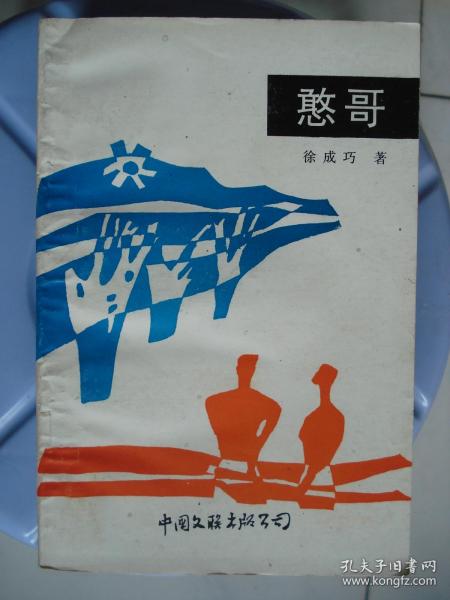 憨哥
徐成巧 著
中国文联出版公司
孔夫子旧书网
www.kongfz.com